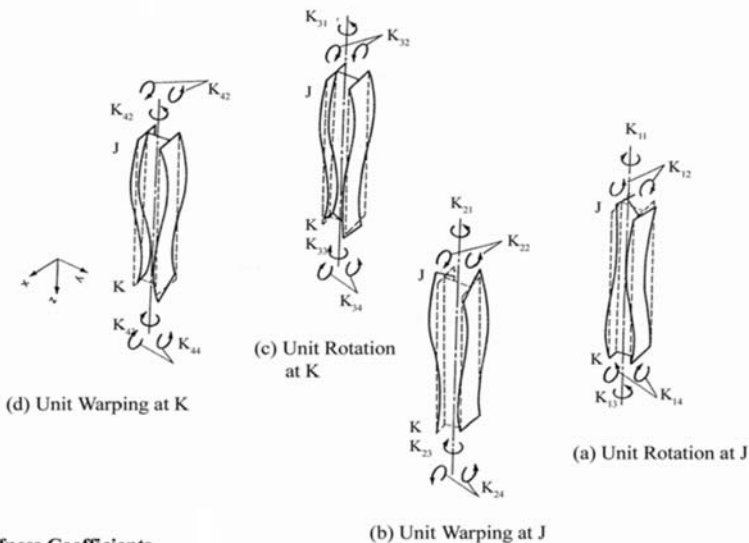 K₃₁
K₃₂
J
K
K₃₃
K₃₄
(c) Unit Rotation
at K
K₄₂
K₄₂
J
K
K₄₄
(d) Unit Warping at K
x
z
y
K₂₁
K₂₂
J
K
K₂₃
K₂₄
(b) Unit Warping at J
K₁₁
K₁₂
J
K
K₁₃
K₁₄
(a) Unit Rotation at J
Coefficients